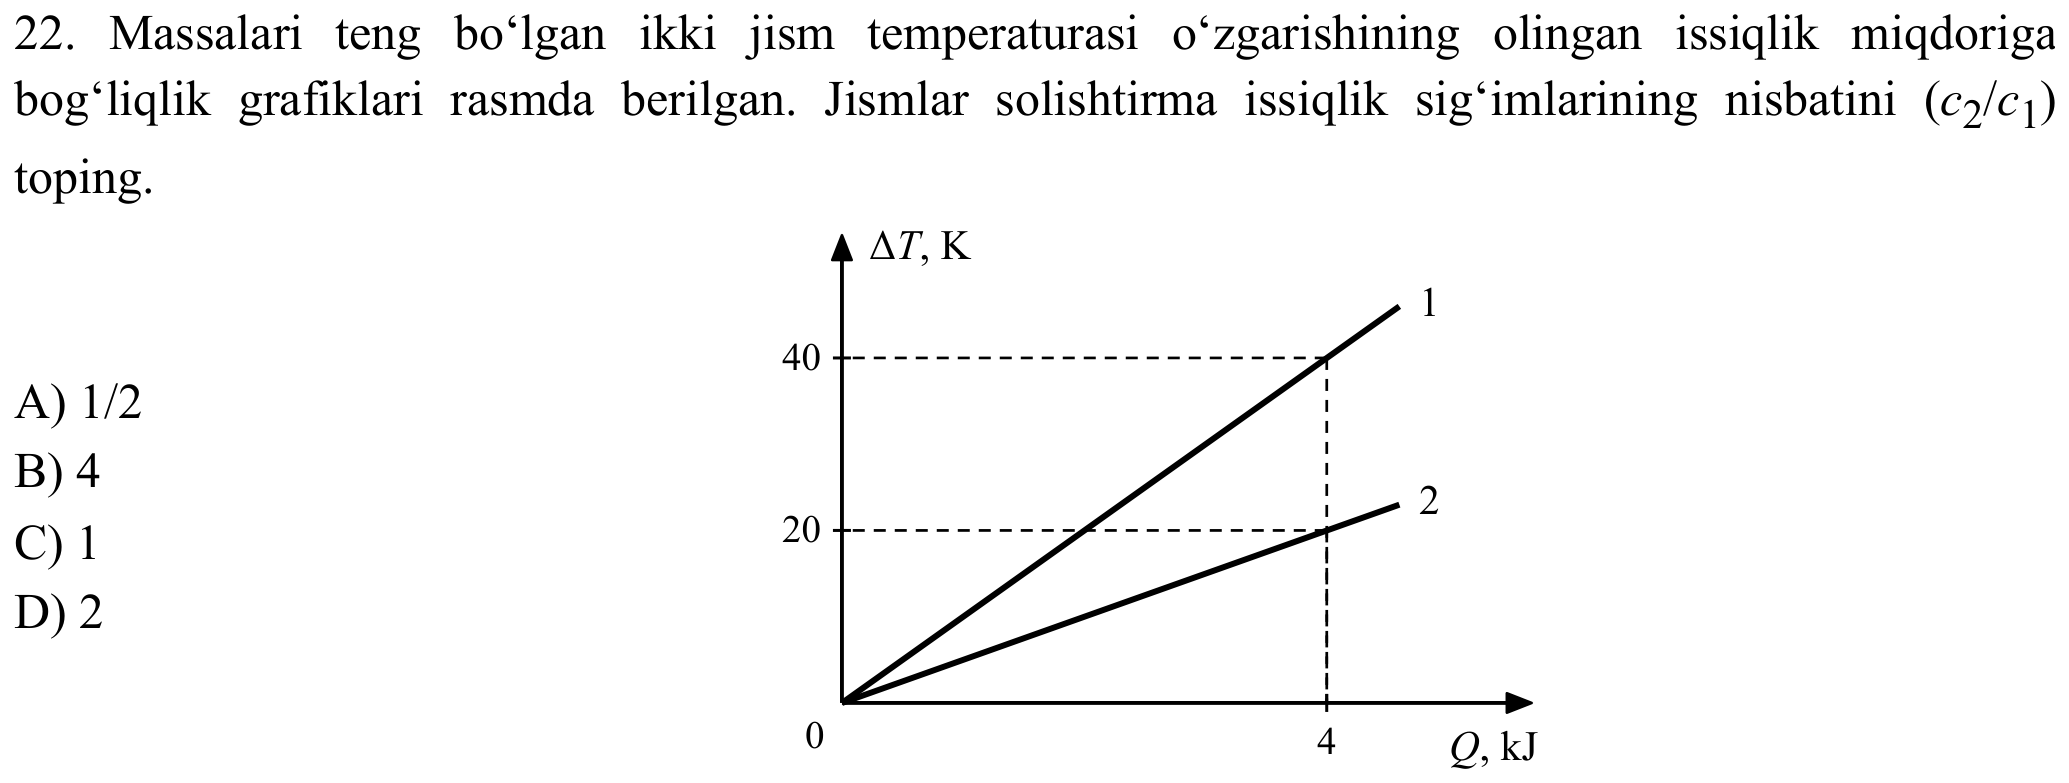 22. Massalari teng bo‘lgan ikki jism temperaturasi o‘zgarishining olingan issiqlik miqdoriga
bog‘liqlik grafiklari rasmda berilgan. Jismlar solishtirma issiqlik sig‘imlarining nisbatini (c₂/c₁)
toping.
ΔT, K
1
40
A) 1/2
B) 4
2
20
C) 1
D) 2
0
4
Q, kJ